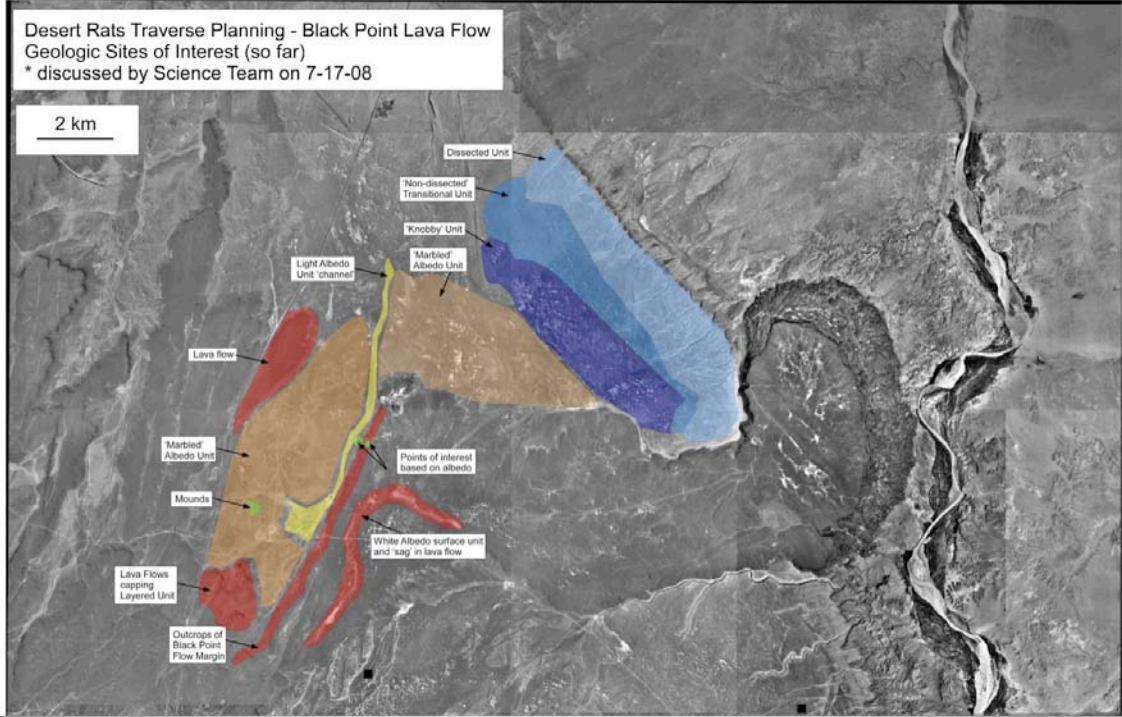 Desert Rats Traverse Planning - Black Point Lava Flow
Geologic Sites of Interest (so far)
* discussed by Science Team on 7-17-08
2 km
Dissected Unit
'Non-dissected'
Transitional Unit
'Knobby' Unit
'Marbled'
Albedo Unit
Light Albedo
Unit 'channel'
Lava flow
'Marbled'
Albedo Unit
Points of interest
based on albedo
Mounds
White Albedo surface unit
and 'sag' in lava flow
Lava Flows
capping
Layered Unit
Outcrops of
Black Point
Flow Margin